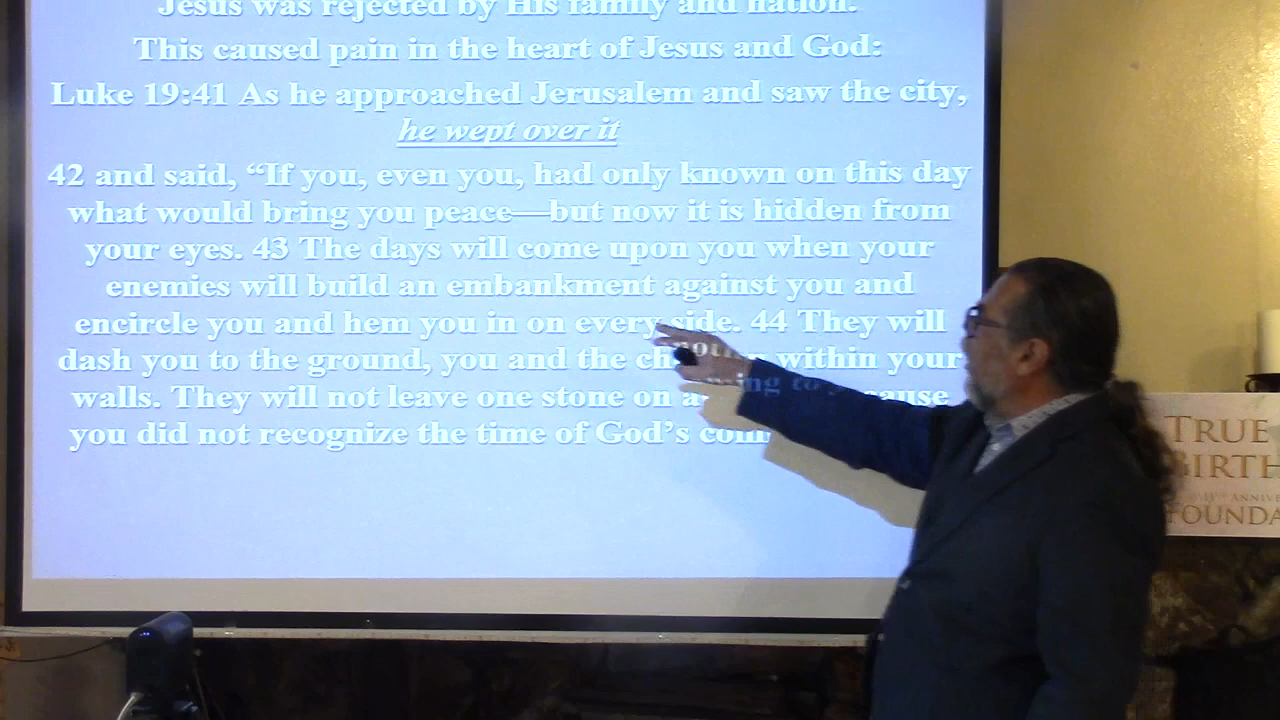 Jesus was rejected by His family and nation.
This caused pain in the heart of Jesus and God:
Luke 19:41 As he approached Jerusalem and saw the city,
he wept over it
42 and said, “If you, even you, had only known on this day
what would bring you peace—but now it is hidden from
your eyes. 43 The days will come upon you when your
enemies will build an embankment against you and
encircle you and hem you in on every side. 44 They will
dash you to the ground, you and the within your
walls. They will not leave one stone on
you did not recognize the time of God’s
TRUE
BIRTH